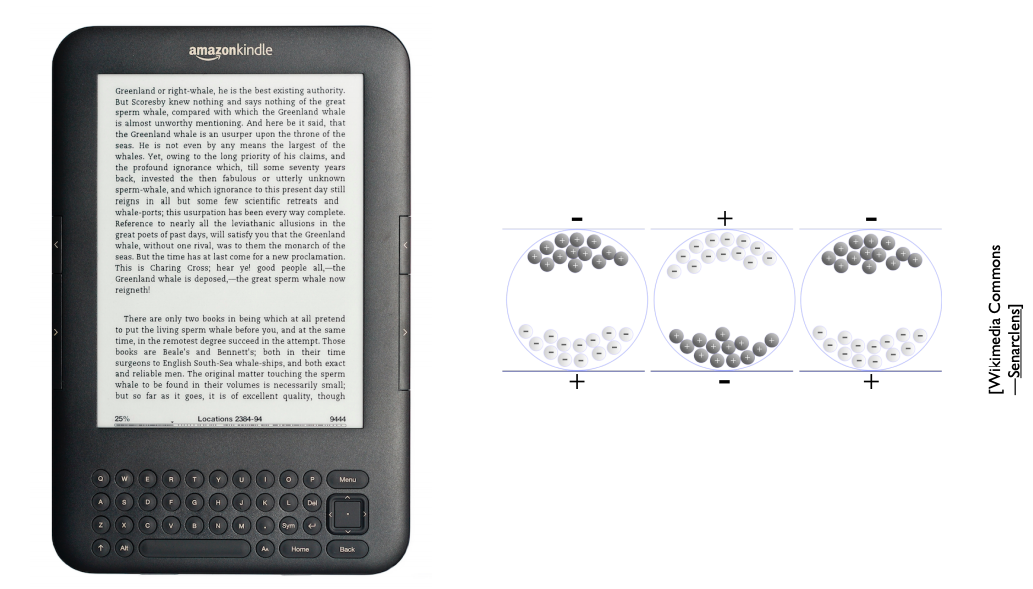 amazonkindle
Greenland or right-whale, he is the best existing authority.
But Scoresby knew nothing and says nothing of the great
sperm whale, compared with which the Greenland whale
is almost unworthy mentioning. And here be it said, that
the Greenland whale is an usurper upon the throne of the
seas. He is not even by any means the largest of the
whales. Yet, owing to the long priority of his claims, and
the profound ignorance which, till some seventy years
back, invested the then fabulous or utterly unknown
sperm-whale, and which ignorance to this present day still
reigns in all but some few scientific retreats and
whale-ports; this usurpation has been every way complete.
Reference to nearly all the leviathanic allusions in the
great poets of past days, will satisfy you that the Greenland
whale, without one rival, was to them the monarch of the
seas. But the time has at last come for a new proclamation.
This is Charing Cross; hear ye! good people all,—the
Greenland whale is deposed,—the great sperm whale now
reigneth!
There are only two books in being which at all pretend
to put the living sperm whale before you, and at the same
time, in the remotest degree succeed in the attempt. Those
books are Beale's and Bennett's; both in their time
surgeons to English South-Sea whale-ships, and both exact
and reliable men. The original matter touching the sperm
whale to be found in their volumes is necessarily small;
but so far as it goes, it is of excellent quality, though
25% Locations 2384-94 9444
Q W E R T Y U I O P Menu
A S D F G H J K L Del
Z X C V B N M . Sym ↵
↑ Alt Aᴀ Home Back
- + -
+ - +
[Wikimedia Commons
—Senarclens]